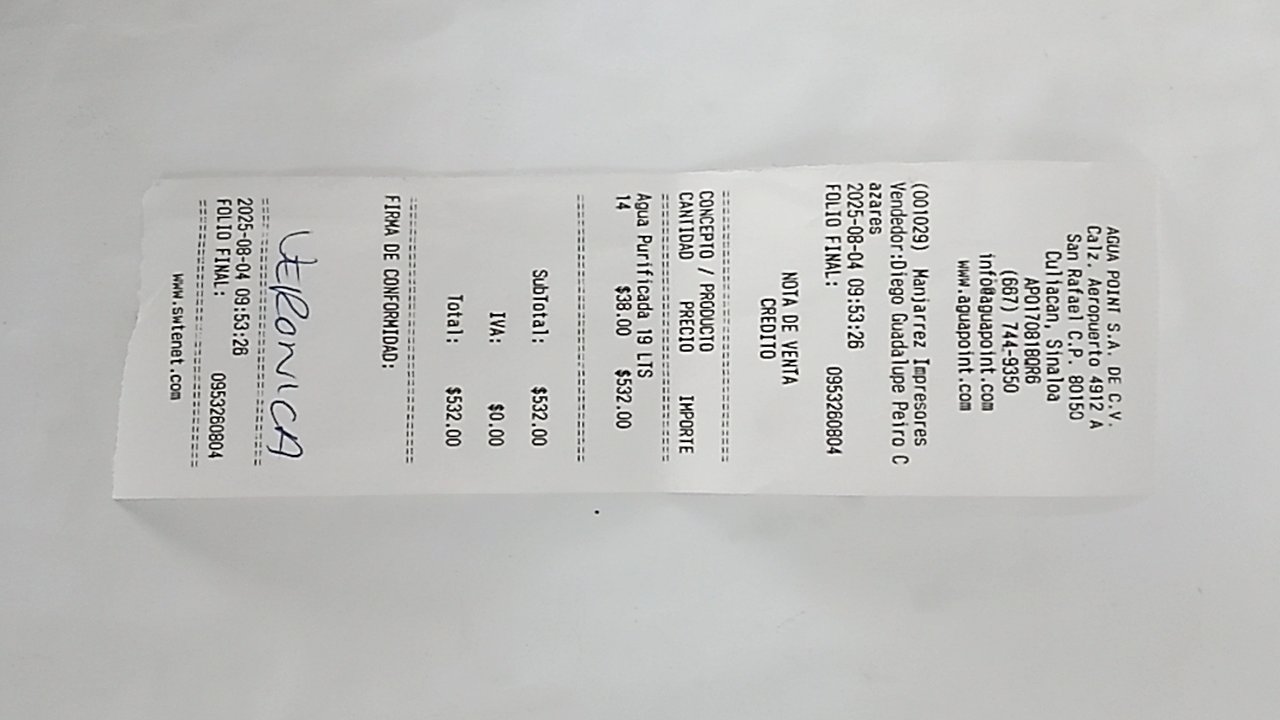 AGUA POINT S.A. DE C.V.
Calz. Aeropuerto 4912 A
San Rafael C.P. 80150
Culiacan, Sinaloa
APO170818QR6
(667) 744-9350
info@aguapoint.com
www.aguapoint.com
(001029) Manjarrez Impresores
Vendedor:Diego Guadalupe Peiro C
azares
2025-08-04 09:53:26
FOLIO FINAL: 0953260804
NOTA DE VENTA
CREDITO
================================
CONCEPTO / PRODUCTO
CANTIDAD PRECIO IMPORTE
================================
Agua Purificada 19 LTS
14 $38.00 $532.00
================================
SubTotal: $532.00
IVA: $0.00
Total: $532.00
================================
FIRMA DE CONFORMIDAD:
VERONICA
================================
2025-08-04 09:53:26
FOLIO FINAL: 0953260804
================================
www.swtenet.com